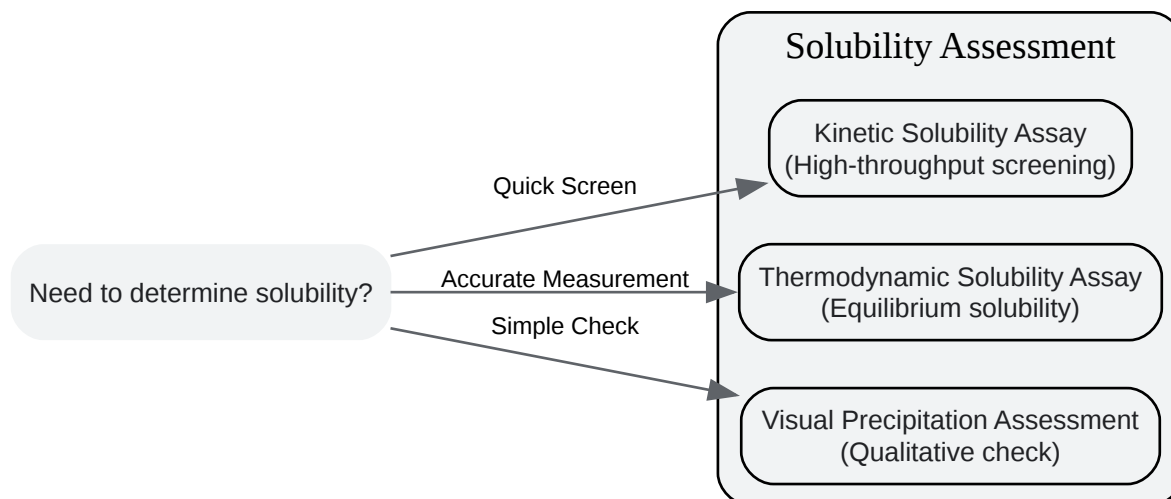 Solubility Assessment
Kinetic Solubility Assay
(High-throughput screening)
Quick Screen
Need to determine solubility?
Accurate Measurement
Thermodynamic Solubility Assay
(Equilibrium solubility)
Simple Check
Visual Precipitation Assessment
(Qualitative check)